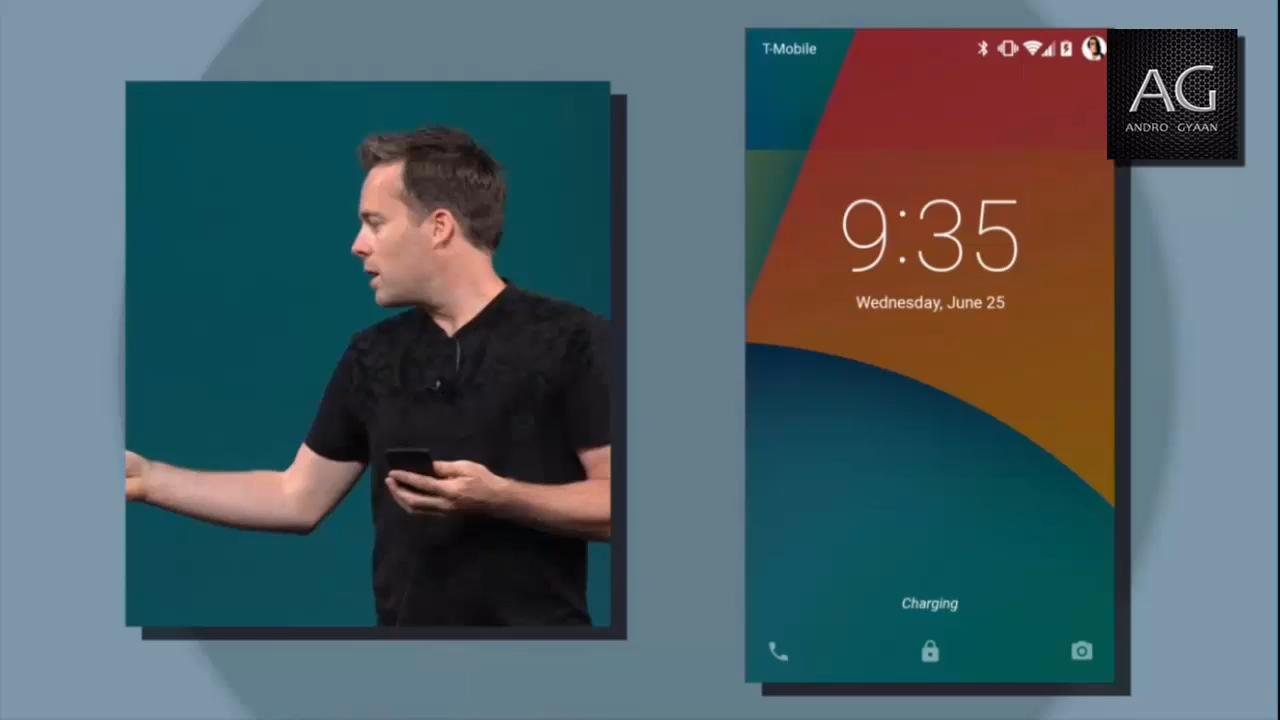 T-Mobile
AG
ANDRO GYAAN
9:35
Wednesday, June 25
Charging